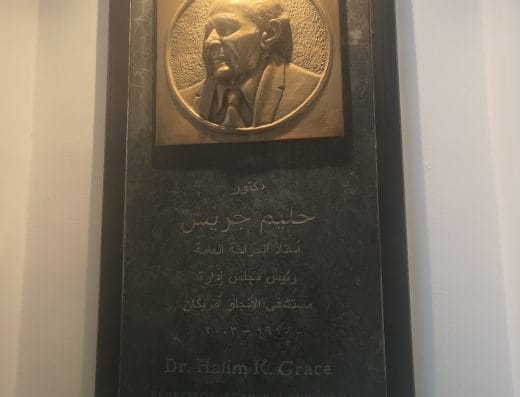 دكتور
حليم جريس
أستاذ الجراحة العامة
رئيس مجلس إدارة
مستشفى الأنجلو أمريكان
١٩١٠ - ٢٠٠٣
Dr. Halim K. Grace